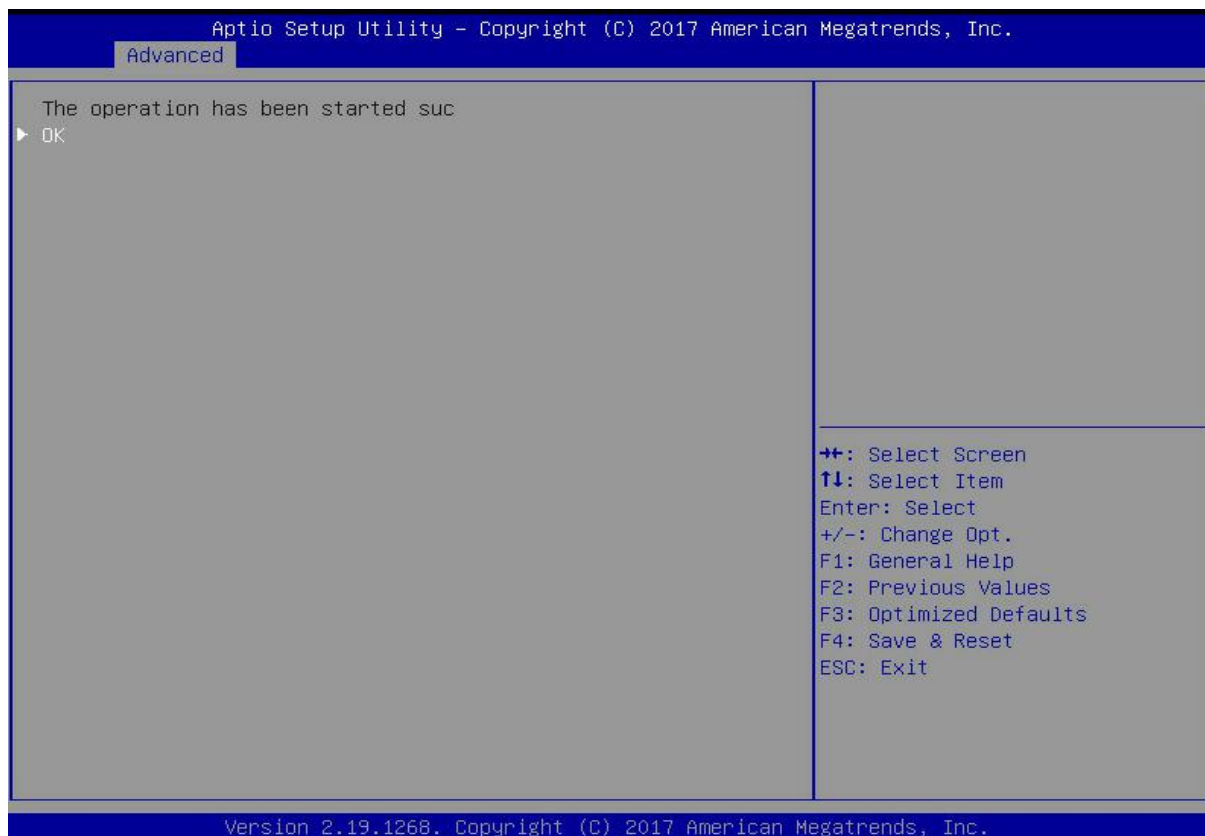 Aptio Setup Utility – Copyright (C) 2017 American Megatrends, Inc.
Advanced
The operation has been started suc
OK
→←: Select Screen
↑↓: Select Item
Enter: Select
+/-: Change Opt.
F1: General Help
F2: Previous Values
F3: Optimized Defaults
F4: Save & Reset
ESC: Exit
Version 2.19.1268. Copyright (C) 2017 American Megatrends, Inc.